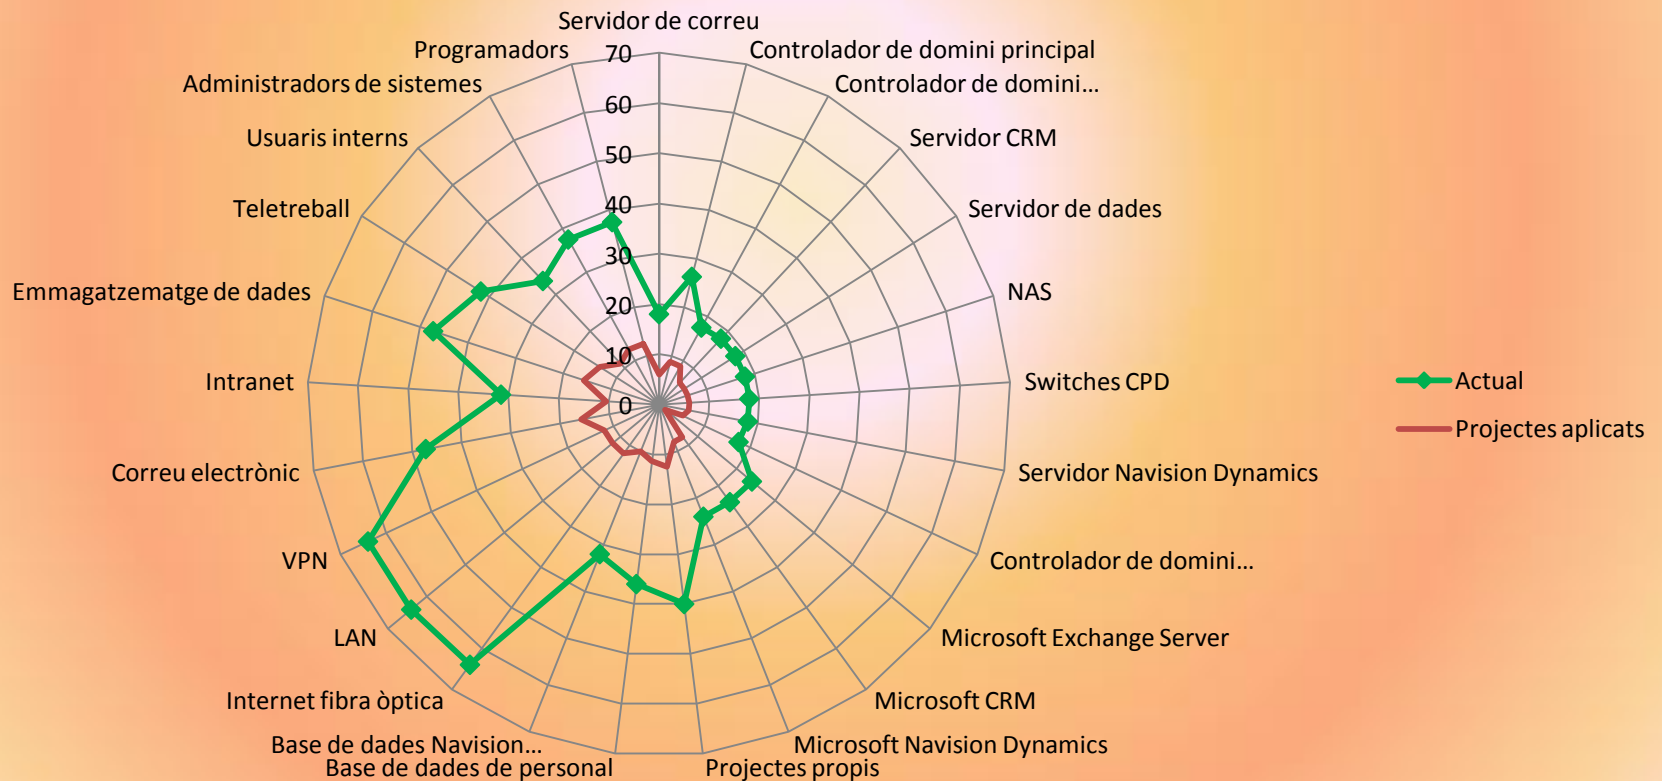 Servidor de correu
Programadors
Controlador de domini principal
Administradors de sistemes
Controlador de domini...
Usuaris interns
Servidor CRM
Teletreball
Servidor de dades
Emmagatzematge de dades
NAS
Intranet
Switches CPD
Correu electrònic
Servidor Navision Dynamics
VPN
Controlador de domini...
LAN
Microsoft Exchange Server
Internet fibra òptica
Microsoft CRM
Base de dades Navision...
Microsoft Navision Dynamics
Base de dades de personal
Projectes propis
70
60
50
40
30
20
10
0
Actual
Projectes aplicats